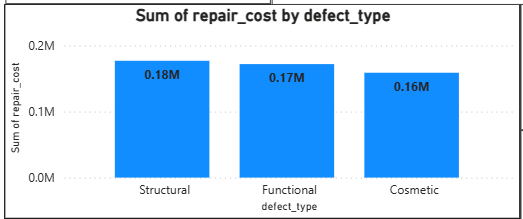 Sum of repair_cost by defect_type
Sum of repair_cost
0.2M
0.1M
0.0M
0.18M
0.17M
0.16M
Structural
Functional
Cosmetic
defect_type